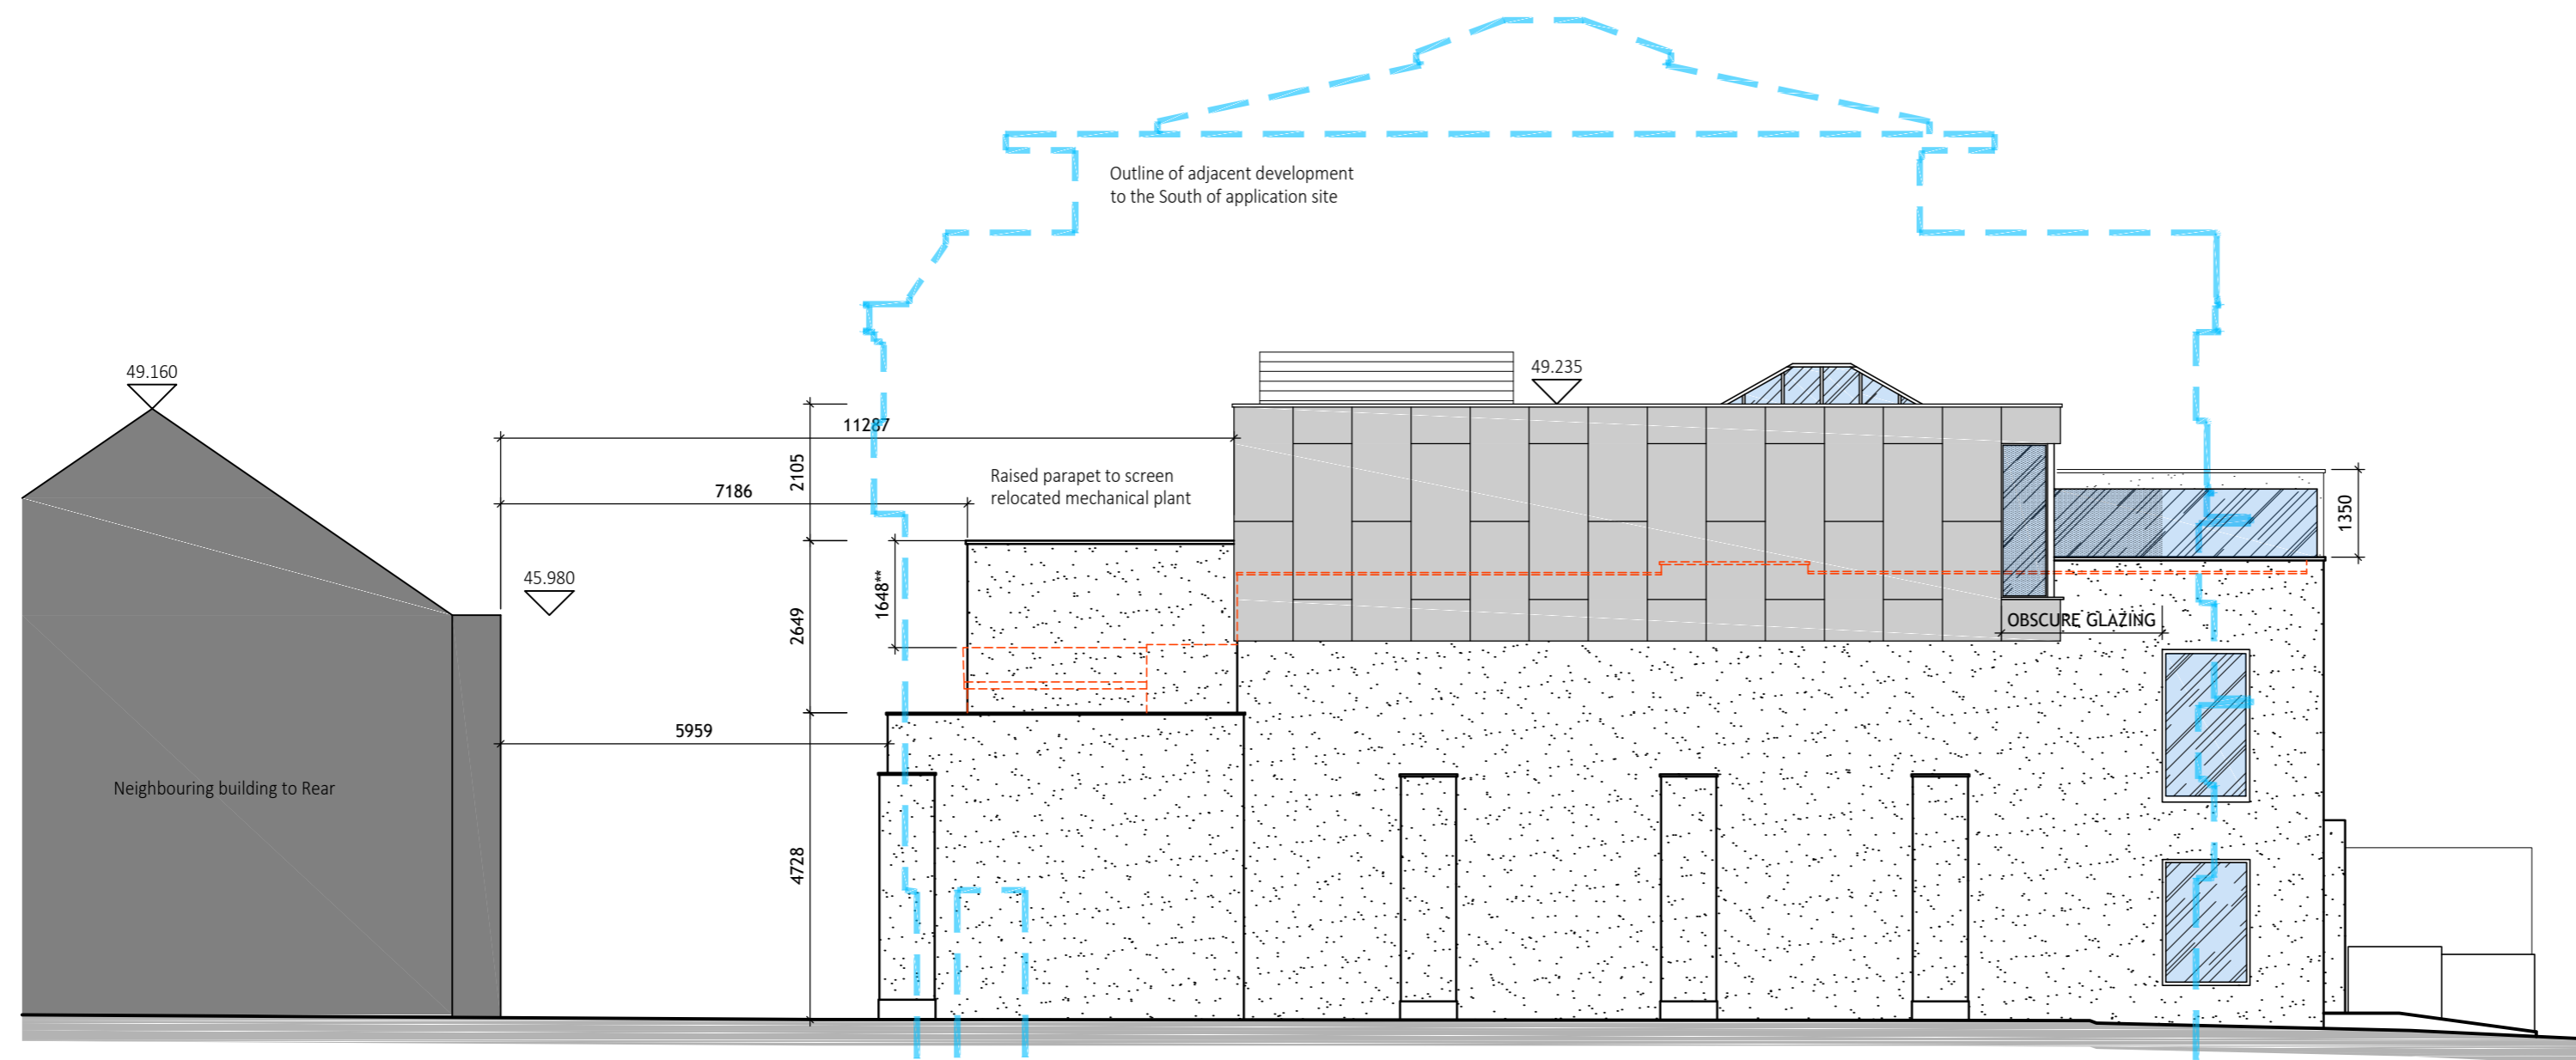 Outline of adjacent development
to the South of application site
49.160
49.235
11287
2105
Raised parapet to screen
relocated mechanical plant
7186
1350
45.980
1648**
2649
OBSCURE GLAZING
5959
Neighbouring building to Rear
4728